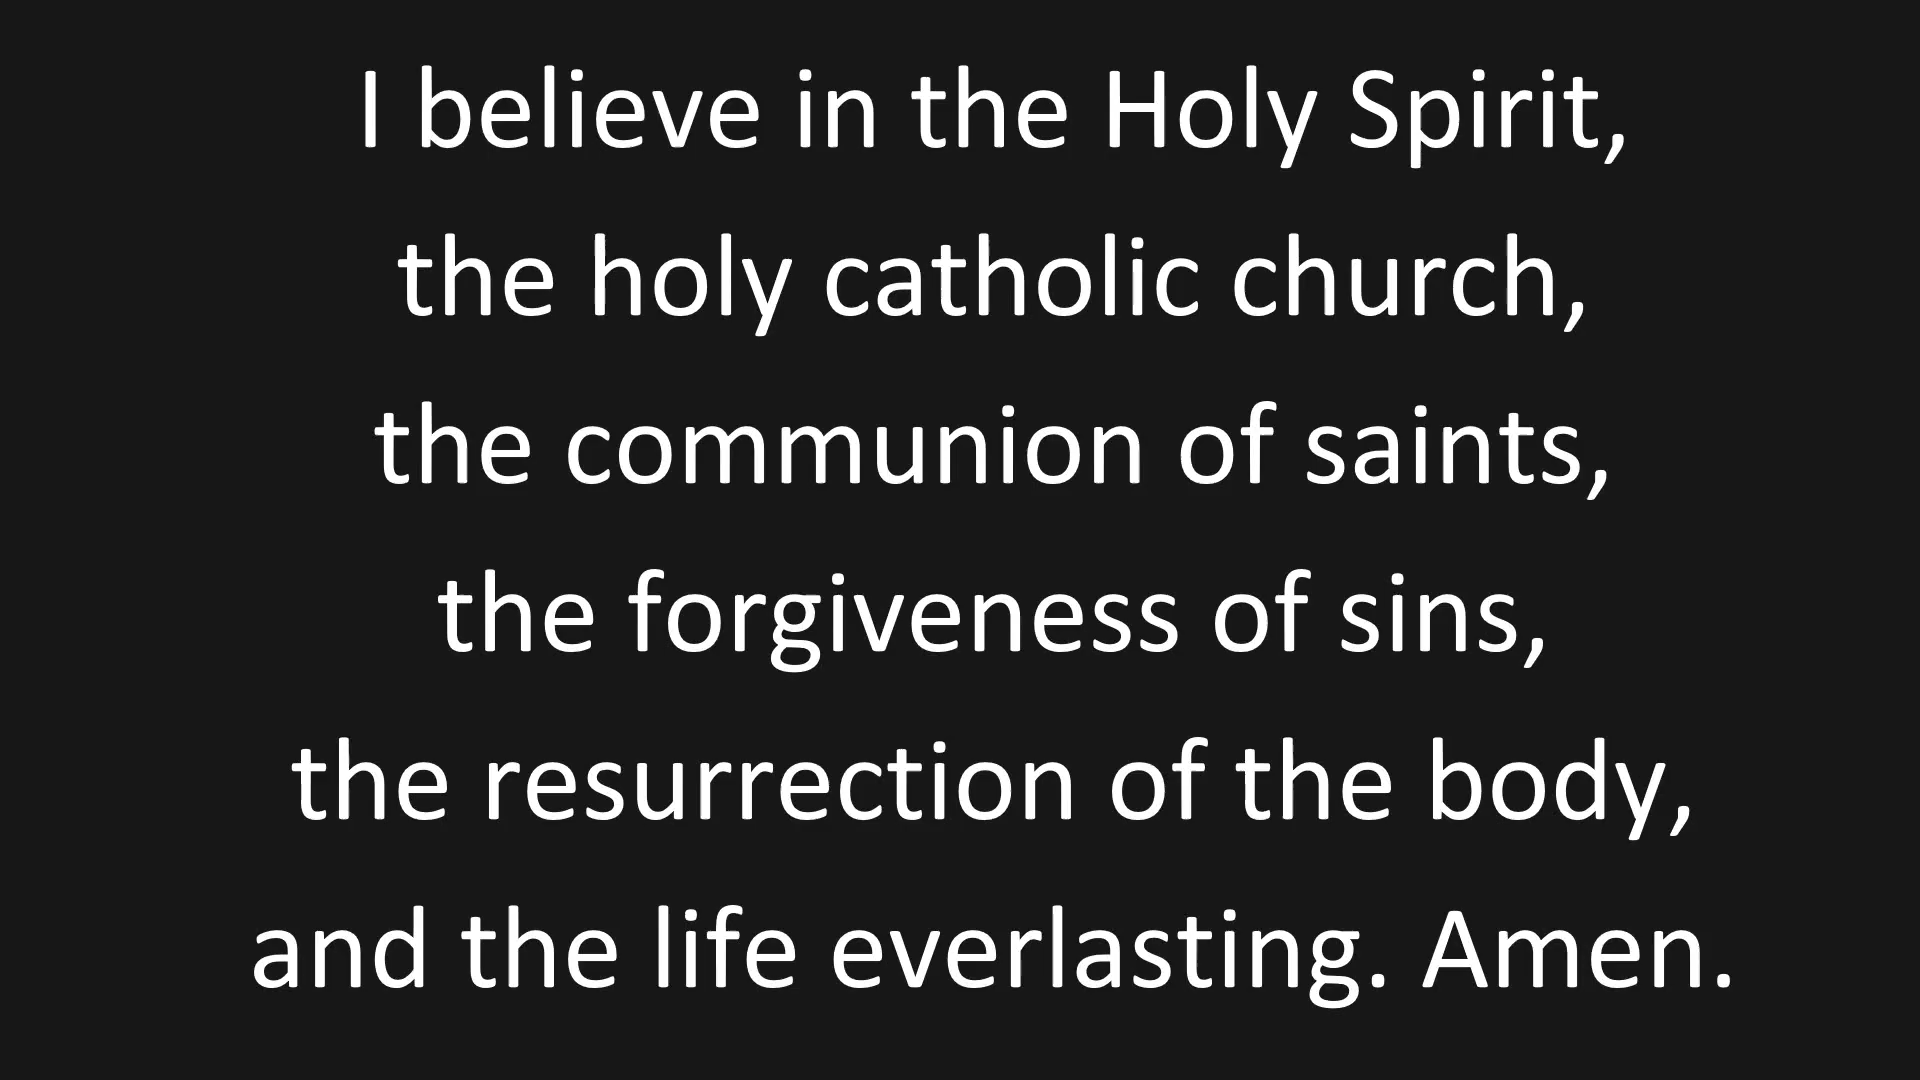 I believe in the Holy Spirit,
the holy catholic church,
the communion of saints,
the forgiveness of sins,
the resurrection of the body,
and the life everlasting. Amen.